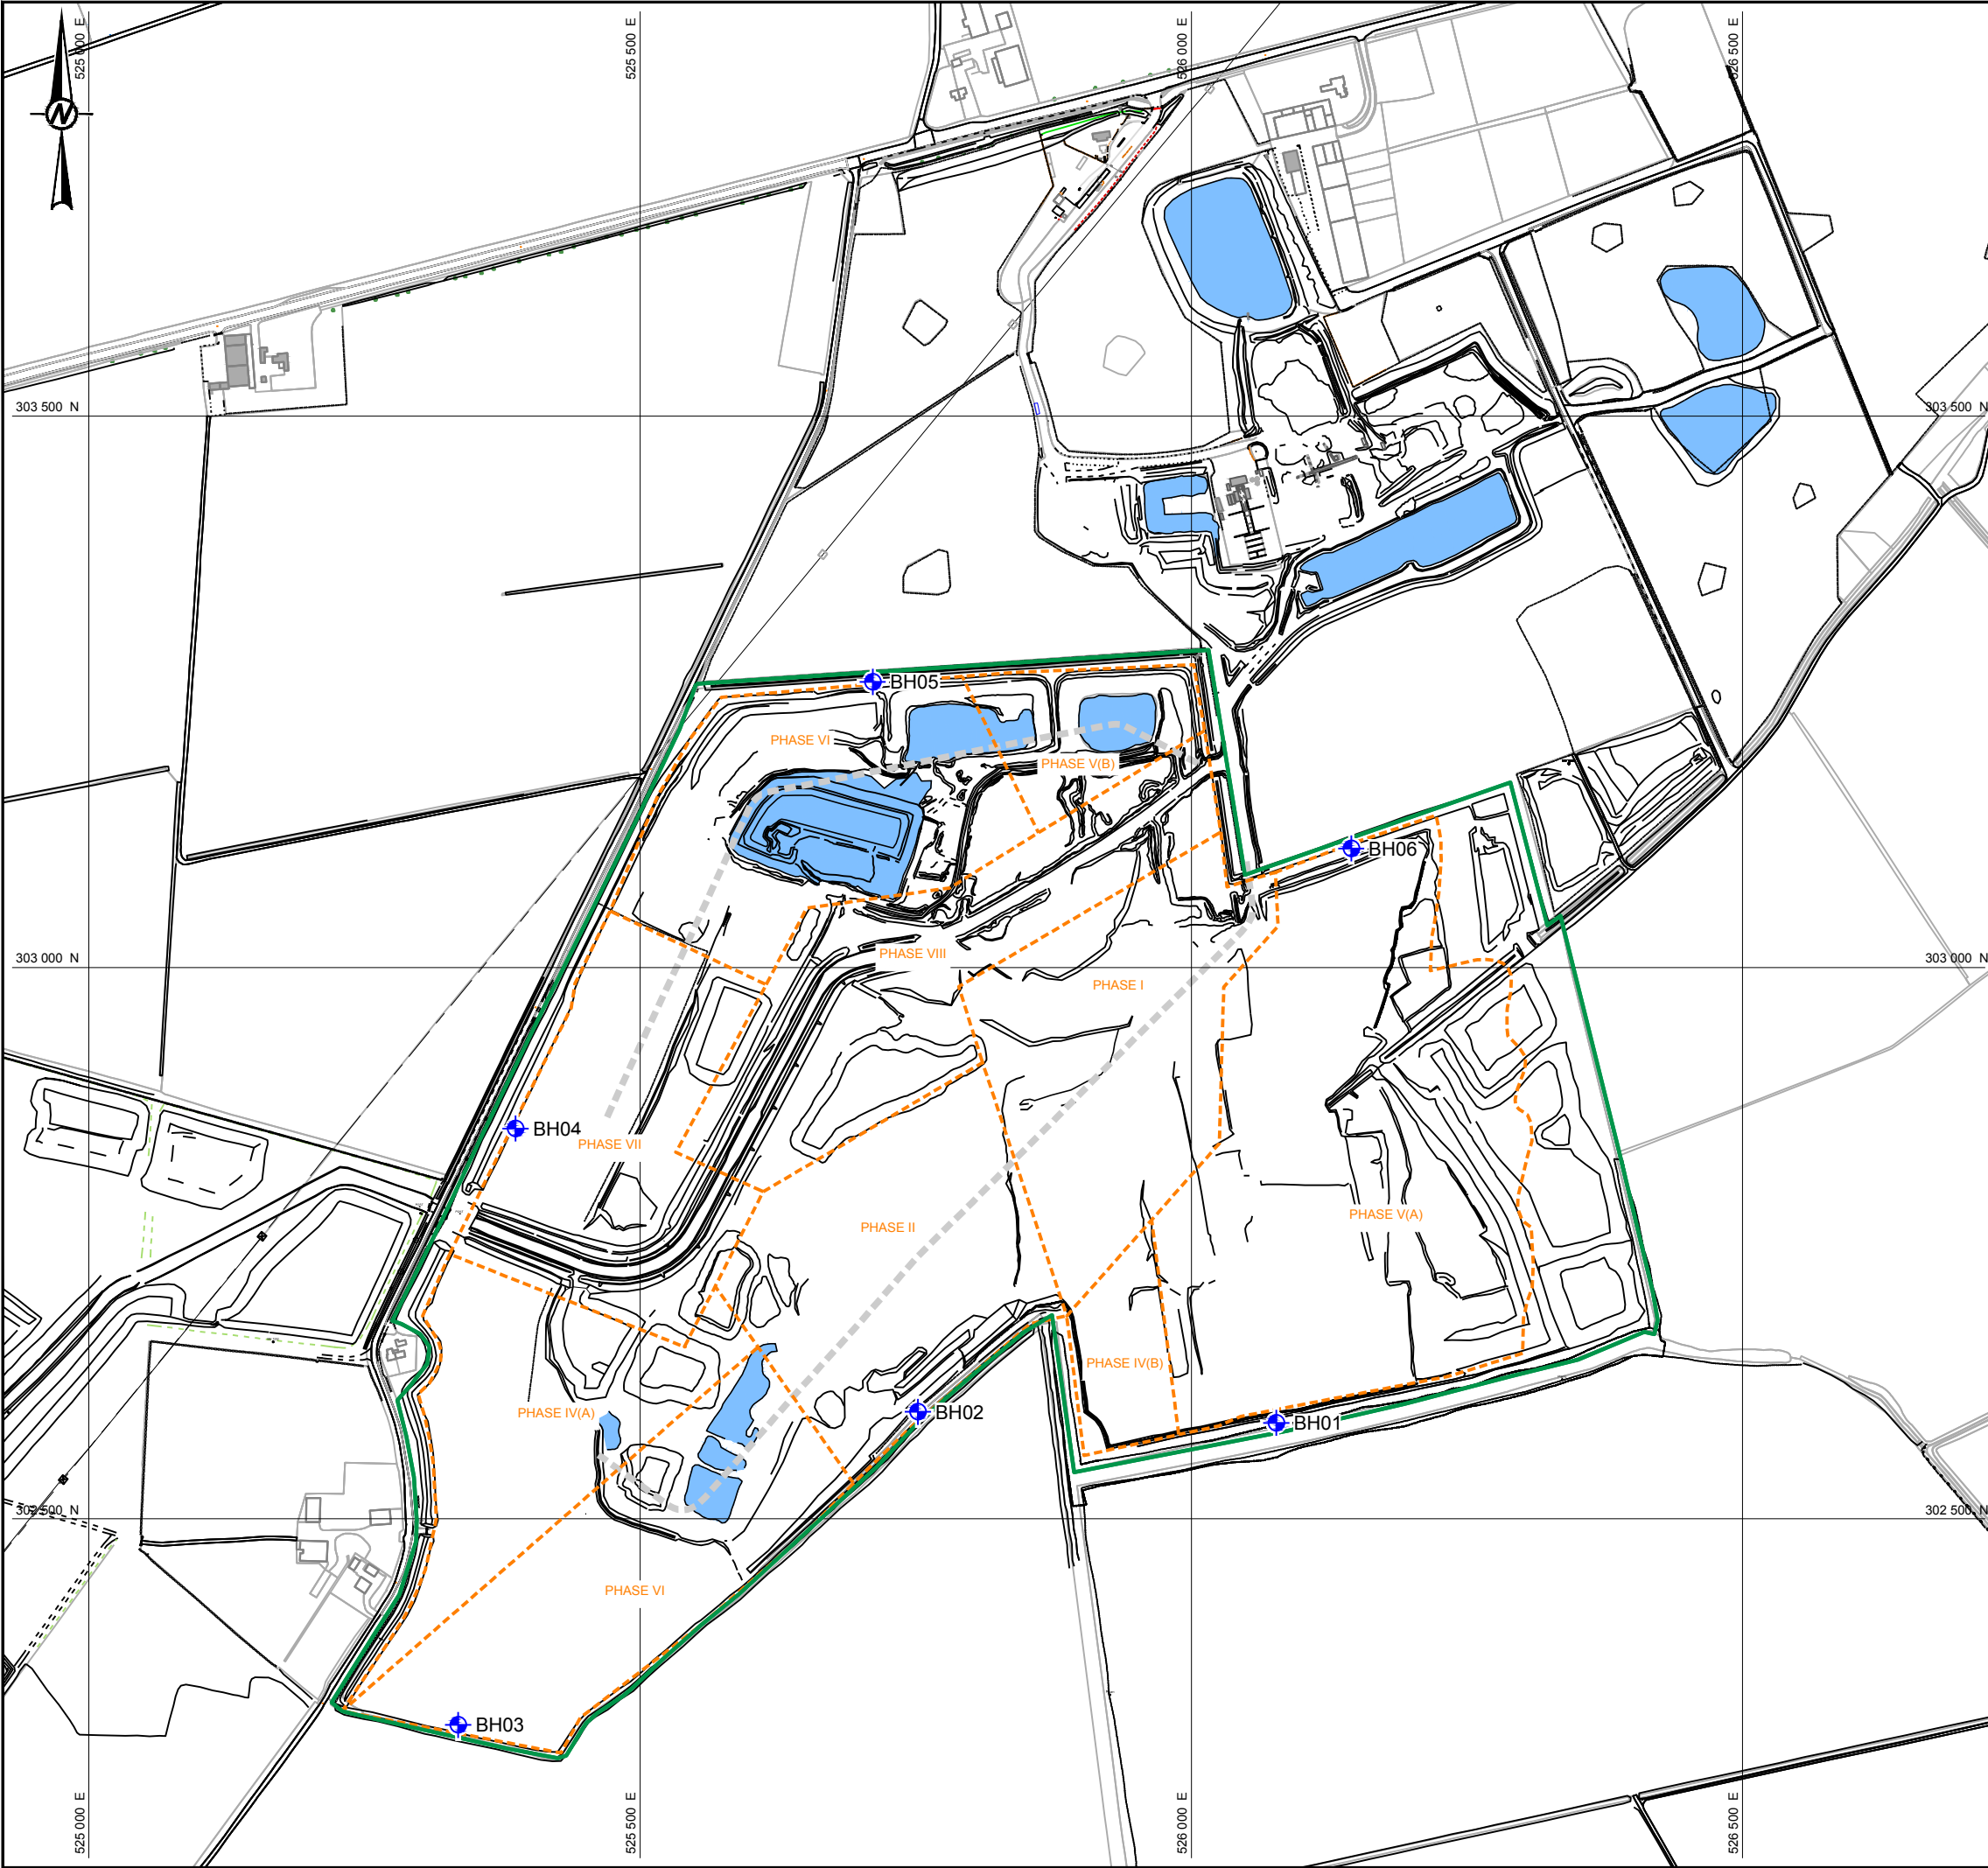 525 000 E
525 500 E
526 000 E
526 500 E
N
303 500 N
303 500 N
BH05
PHASE VI
PHASE V(B)
BH06
PHASE VIII
303 000 N
303 000 N
PHASE I
BH04
PHASE VII
PHASE V(A)
PHASE II
PHASE IV(B)
PHASE IV(A)
BH02
BH01
302 500 N
302 500 N
PHASE VI
BH03
525 000 E
525 500 E
526 000 E
526 500 E